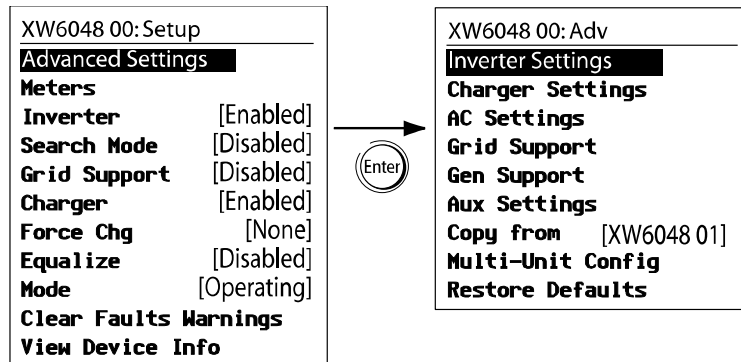 XW6048 00: Setup
Advanced Settings
Meters
Inverter [Enabled]
Search Mode [Disabled]
Grid Support [Disabled]
Charger [Enabled]
Force Chg [None]
Equalize [Disabled]
Mode [Operating]
Clear Faults Warnings
View Device Info
Enter
XW6048 00: Adv
Inverter Settings
Charger Settings
AC Settings
Grid Support
Gen Support
Aux Settings
Copy from [XW6048 01]
Multi-Unit Config
Restore Defaults